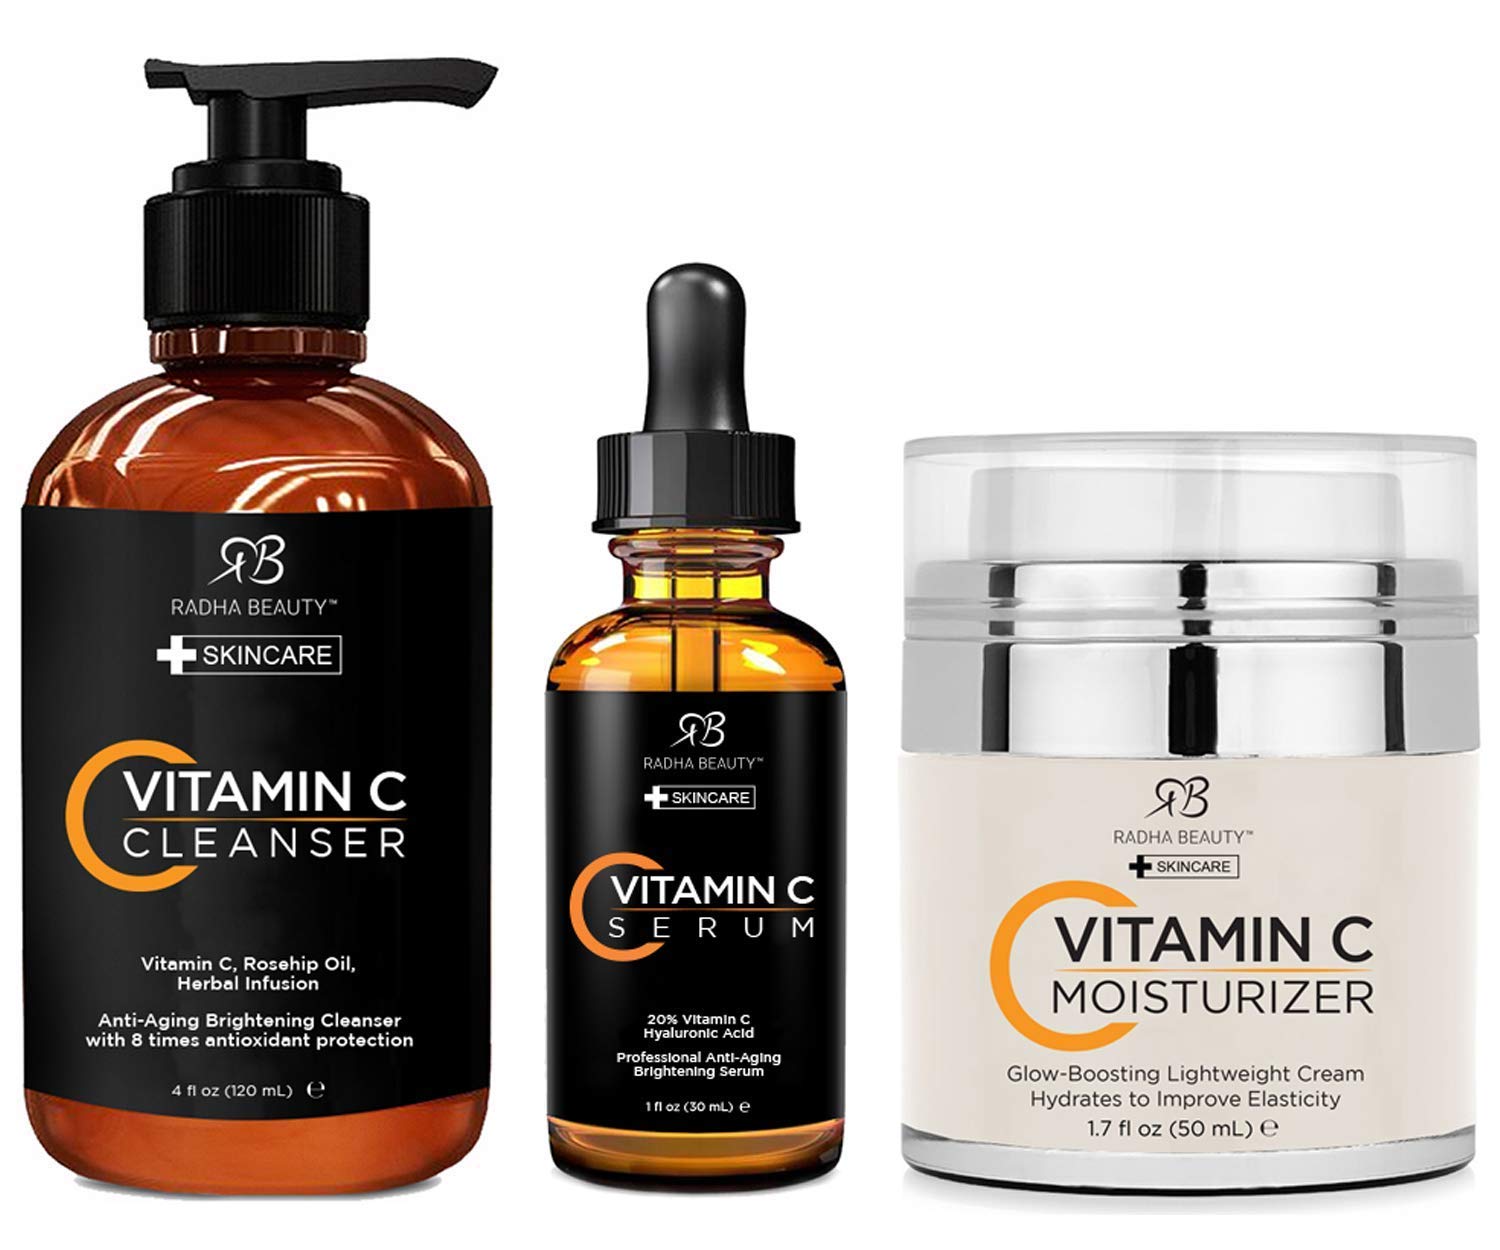 RB
RADHA BEAUTY™
SKINCARE
VITAMIN C
CLEANSER
Vitamin C, Rosehip Oil,
Herbal Infusion
Anti-Aging Brightening Cleanser
with 8 times antioxidant protection
4 fl oz (120 mL) ℮
RB
RADHA BEAUTY™
SKINCARE
VITAMIN C
SERUM
20% Vitamin C
Hyaluronic Acid
Professional Anti-Aging
Brightening Serum
1 fl oz (30 mL) ℮
RB
RADHA BEAUTY™
SKINCARE
VITAMIN C
MOISTURIZER
Glow-Boosting Lightweight Cream
Hydrates to Improve Elasticity
1.7 fl oz (50 mL) ℮